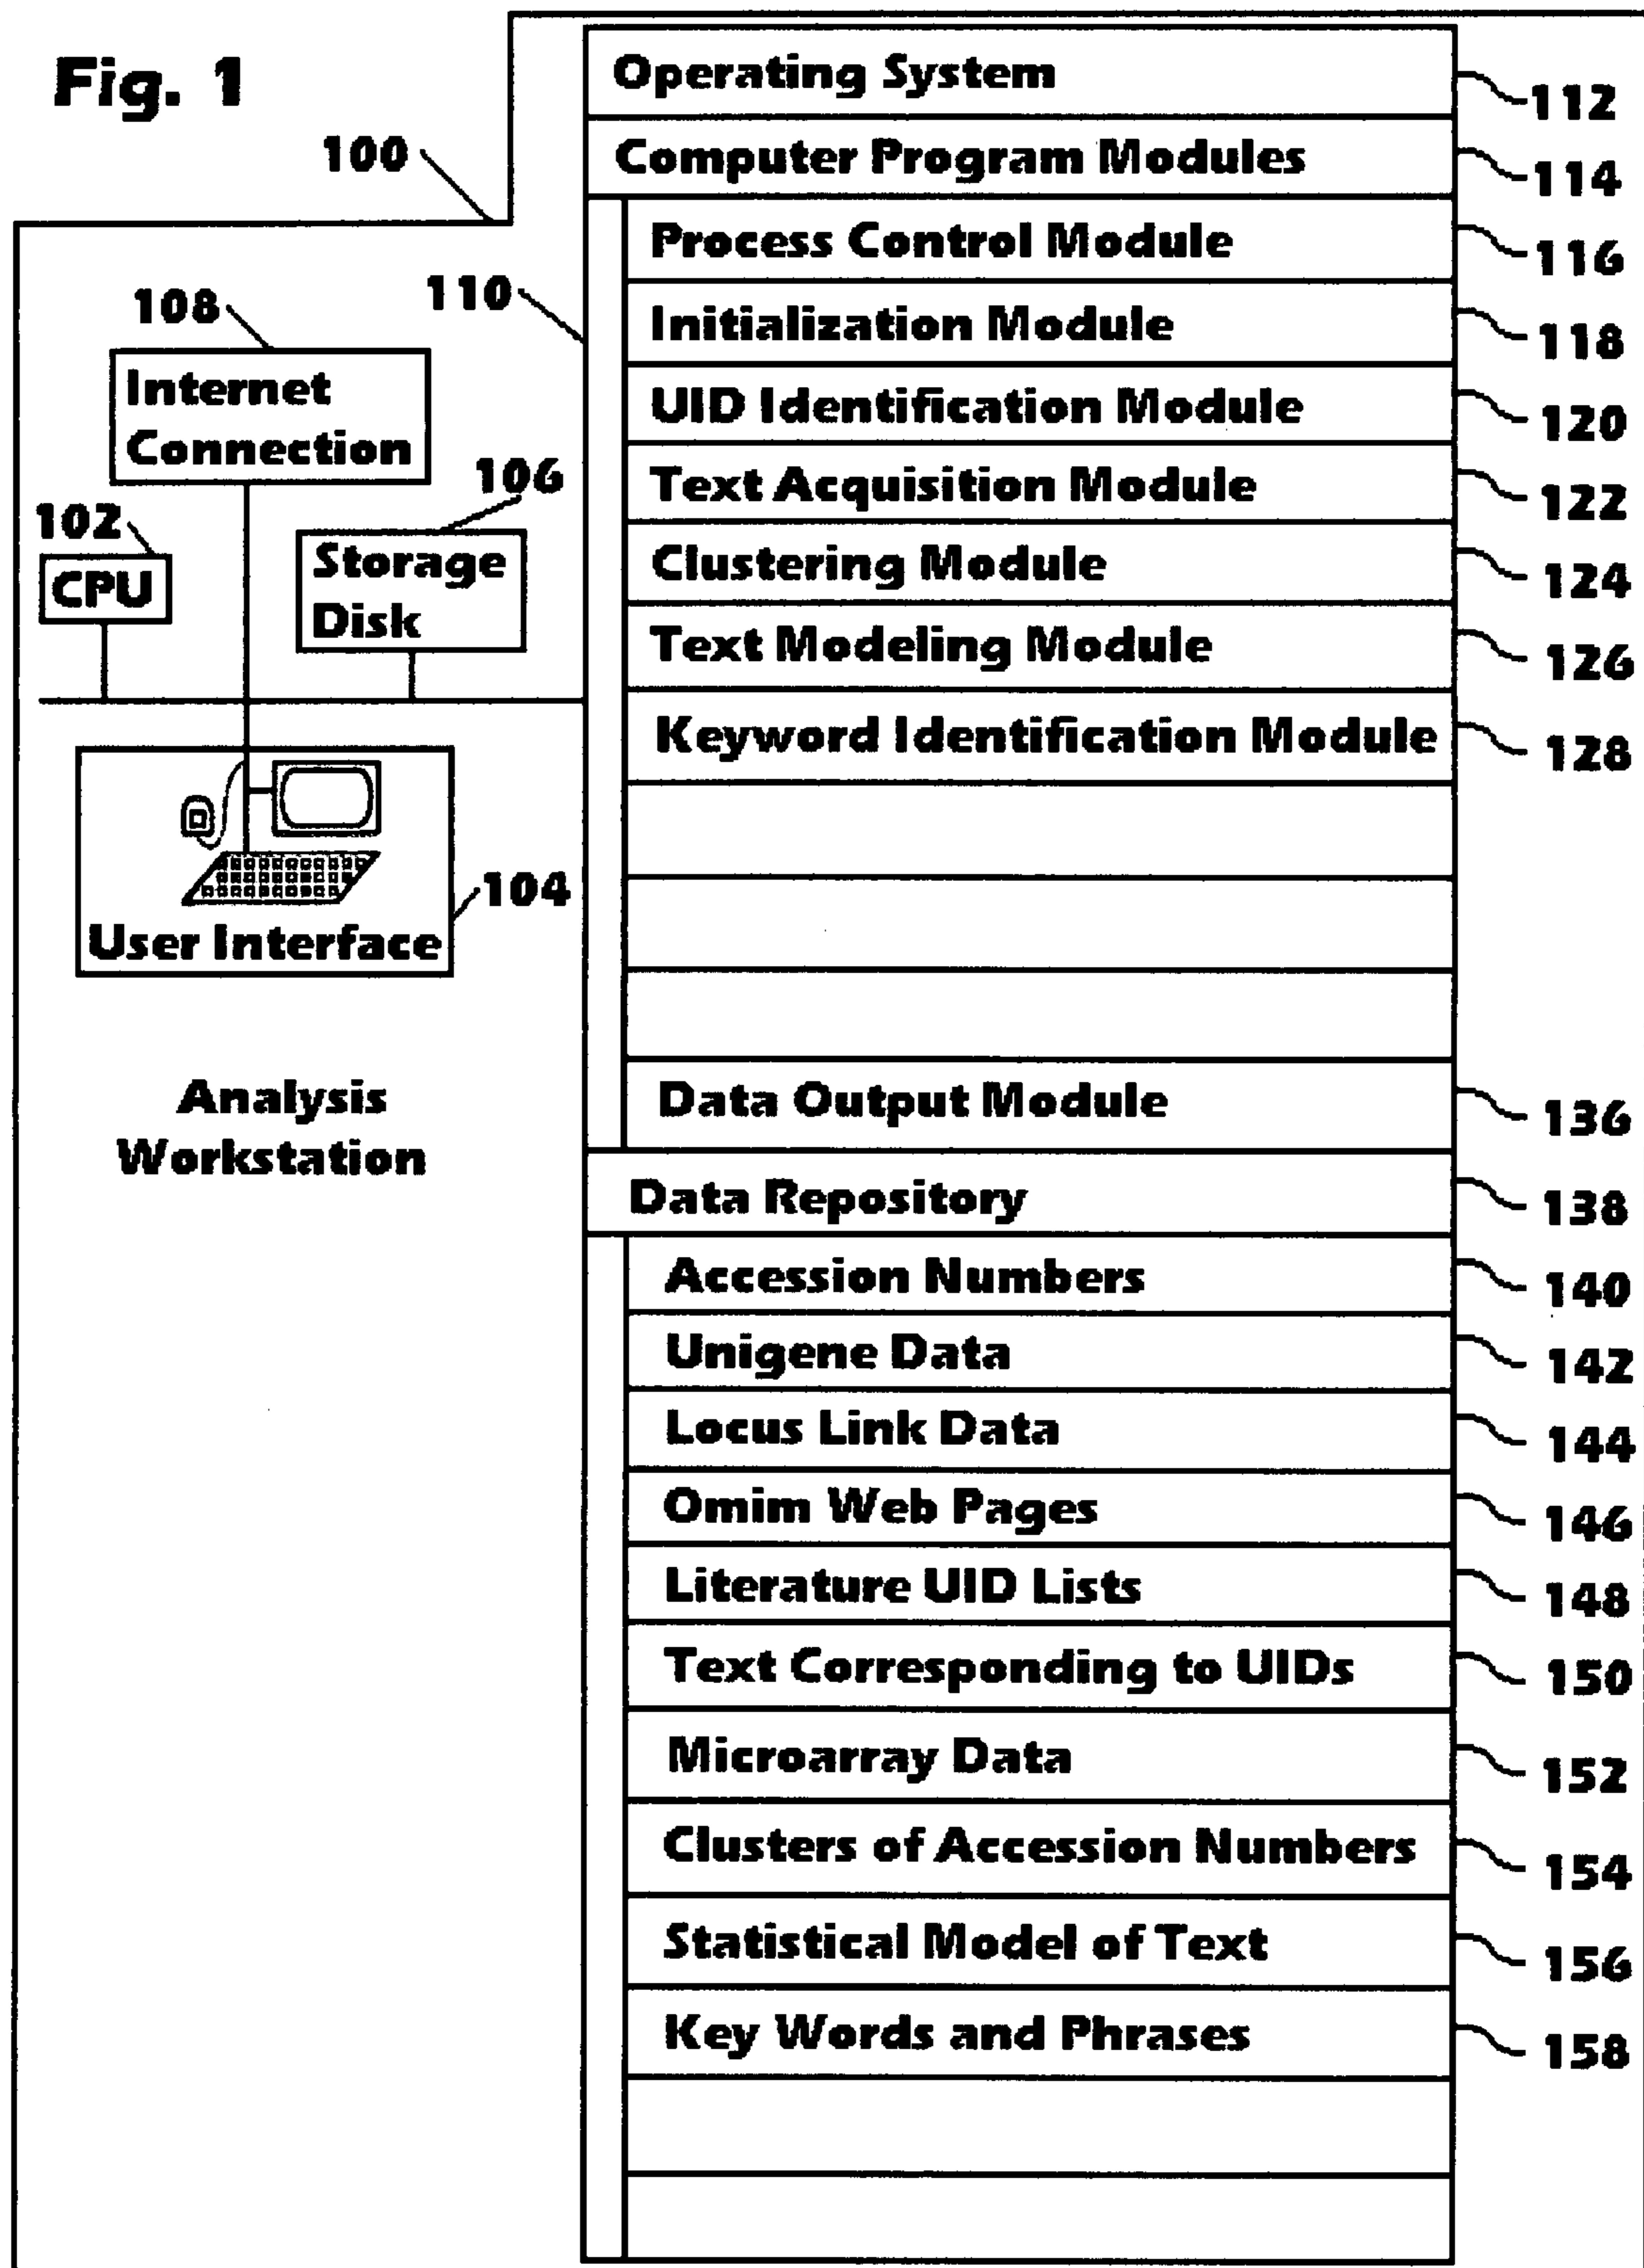 Fig. 1
100
108
Internet
Connection
102
CPU
106
Storage
Disk
110
104
User Interface
Analysis
Workstation
Operating System 112
Computer Program Modules 114
Process Control Module 116
Initialization Module 118
UID Identification Module 120
Text Acquisition Module 122
Clustering Module 124
Text Modeling Module 126
Keyword Identification Module 128
Data Output Module 136
Data Repository 138
Accession Numbers 140
Unigene Data 142
Locus Link Data 144
Omim Web Pages 146
Literature UID Lists 148
Text Corresponding to UIDs 150
Microarray Data 152
Clusters of Accession Numbers 154
Statistical Model of Text 156
Key Words and Phrases 158